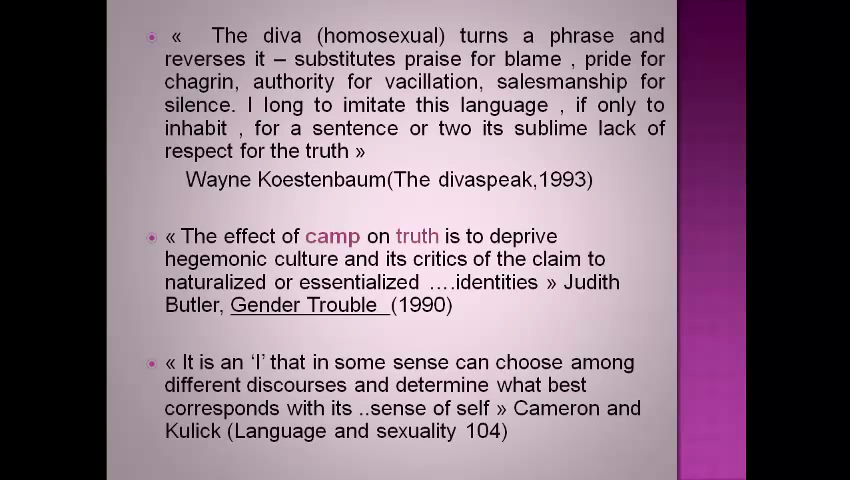 « The diva (homosexual) turns a phrase and
reverses it – substitutes praise for blame , pride for
chagrin, authority for vacillation, salesmanship for
silence. I long to imitate this language , if only to
inhabit , for a sentence or two its sublime lack of
respect for the truth »
Wayne Koestenbaum(The divaspeak,1993)
« The effect of camp on truth is to deprive
hegemonic culture and its critics of the claim to
naturalized or essentialized ….identities » Judith
Butler, Gender Trouble (1990)
« It is an ‘I’ that in some sense can choose among
different discourses and determine what best
corresponds with its ..sense of self » Cameron and
Kulick (Language and sexuality 104)